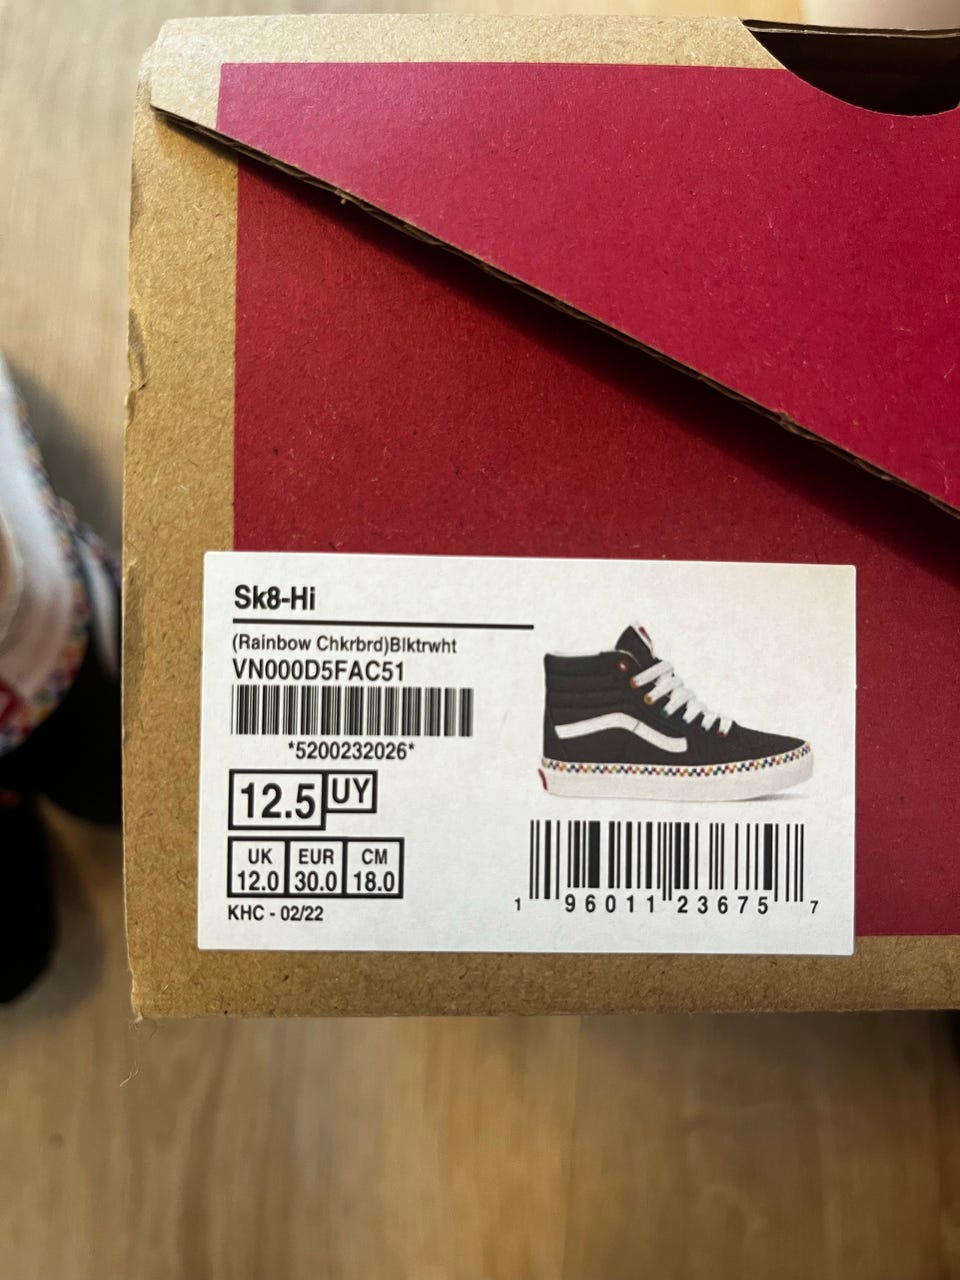 Sk8-Hi
(Rainbow Chkrbrd)Blktrwht
VN000D5FAC51
*5200232026*
12.5 UY
UK EUR CM
12.0 30.0 18.0
KHC - 02/22
1 96011 23675 7